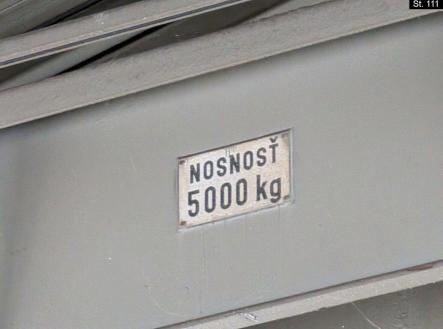 St. 111
NOSNOSŤ
5000 kg